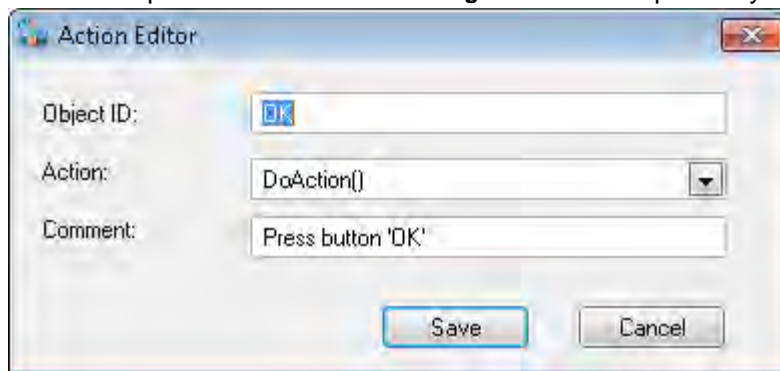 Action Editor
Object ID: OK
Action: DoAction()
Comment: Press button 'OK'
Save Cancel